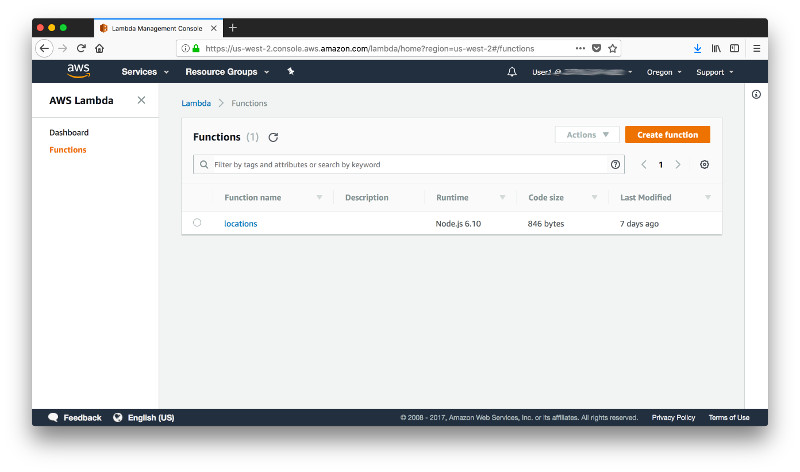 Lambda Management Console
https://us-west-2.console.aws.amazon.com/lambda/home?region=us-west-2#/functions
aws Services Resource Groups Oregon Support
AWS Lambda
Lambda > Functions
Dashboard
Functions
Functions (1) Actions Create function
Filter by tags and attributes or search by keyword 1
Function name Description Runtime Code size Last Modified
locations Node.js 6.10 846 bytes 7 days ago
Feedback English (US) © 2008 - 2017, Amazon Web Services, Inc. or its affiliates. All rights reserved. Privacy Policy Terms of Use